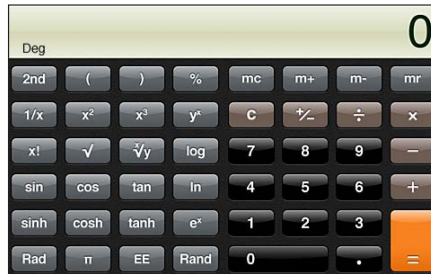 0
Deg
2nd ( ) % mc m+ m- mr
1/x x² x³ yˣ C +/− ÷ ×
x! √ ˣ√y log 7 8 9 −
sin cos tan ln 4 5 6 +
sinh cosh tanh eˣ 1 2 3
Rad π EE Rand 0 . =